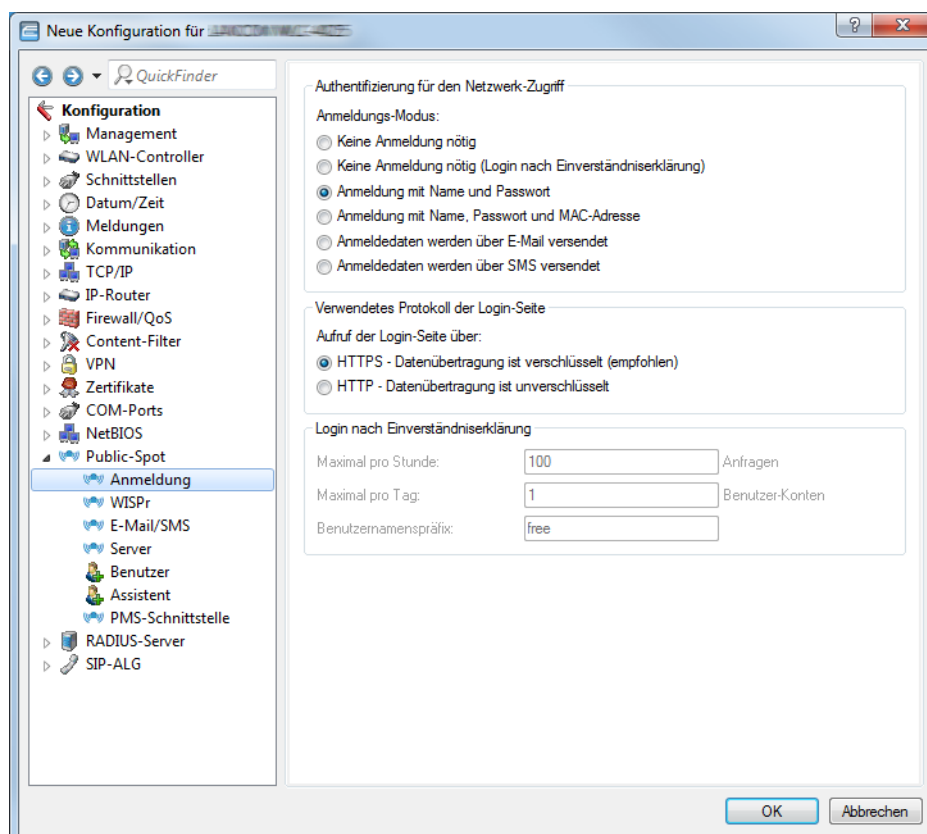 Neue Konfiguration für
QuickFinder
Konfiguration
Management
WLAN-Controller
Schnittstellen
Datum/Zeit
Meldungen
Kommunikation
TCP/IP
IP-Router
Firewall/QoS
Content-Filter
VPN
Zertifikate
COM-Ports
NetBIOS
Public-Spot
Anmeldung
WISPr
E-Mail/SMS
Server
Benutzer
Assistent
PMS-Schnittstelle
RADIUS-Server
SIP-ALG
Authentifizierung für den Netzwerk-Zugriff
Anmeldungs-Modus:
Keine Anmeldung nötig
Keine Anmeldung nötig (Login nach Einverständniserklärung)
Anmeldung mit Name und Passwort
Anmeldung mit Name, Passwort und MAC-Adresse
Anmeldedaten werden über E-Mail versendet
Anmeldedaten werden über SMS versendet
Verwendetes Protokoll der Login-Seite
Aufruf der Login-Seite über:
HTTPS - Datenübertragung ist verschlüsselt (empfohlen)
HTTP - Datenübertragung ist unverschlüsselt
Login nach Einverständniserklärung
Maximal pro Stunde: 100 Anfragen
Maximal pro Tag: 1 Benutzer-Konten
Benutzernamenspräfix: free
OK Abbrechen